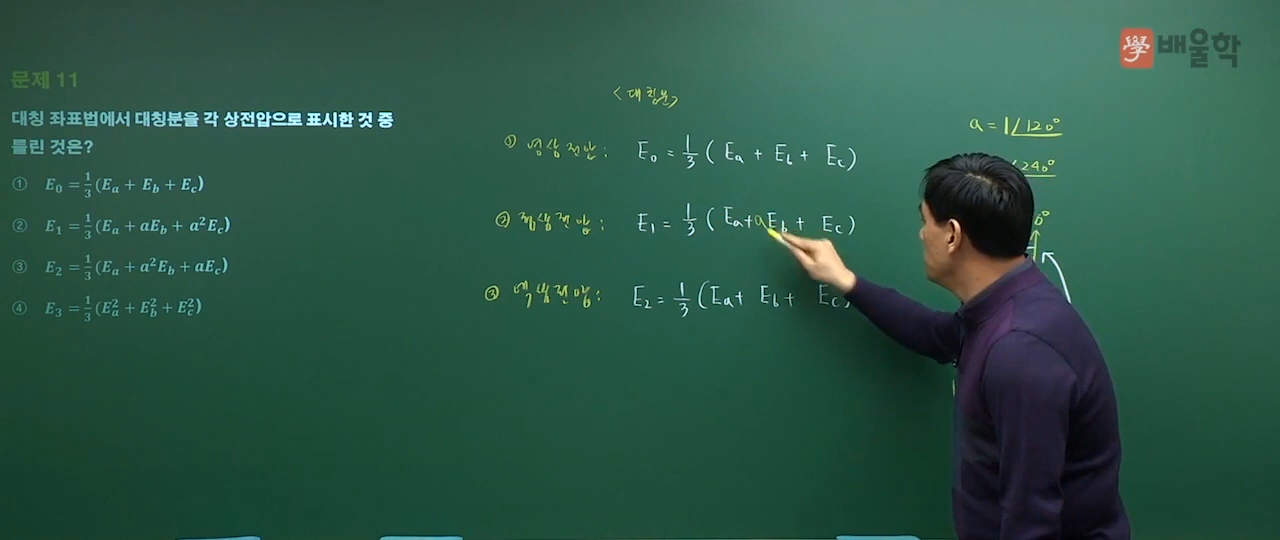 學 배울학
문제 11
대칭 좌표법에서 대칭분을 각 상전압으로 표시한 것 중
틀린 것은?
① E₀ = 1/3(Eₐ + E_b + E_c)
② E₁ = 1/3(Eₐ + aE_b + a²E_c)
③ E₂ = 1/3(Eₐ + a²E_b + aE_c)
④ E₃ = 1/3(Eₐ² + E_b² + E_c²)
<대칭분>
① 영상전압 : E₀ = 1/3 ( Eₐ + E_b + E_c)
② 정상전압 : E₁ = 1/3 ( Eₐ + aE_b + E_c)
③ 역상전압 : E₂ = 1/3 (Eₐ + E_b + E_c)
a = 1∠120°
∠240°
0°